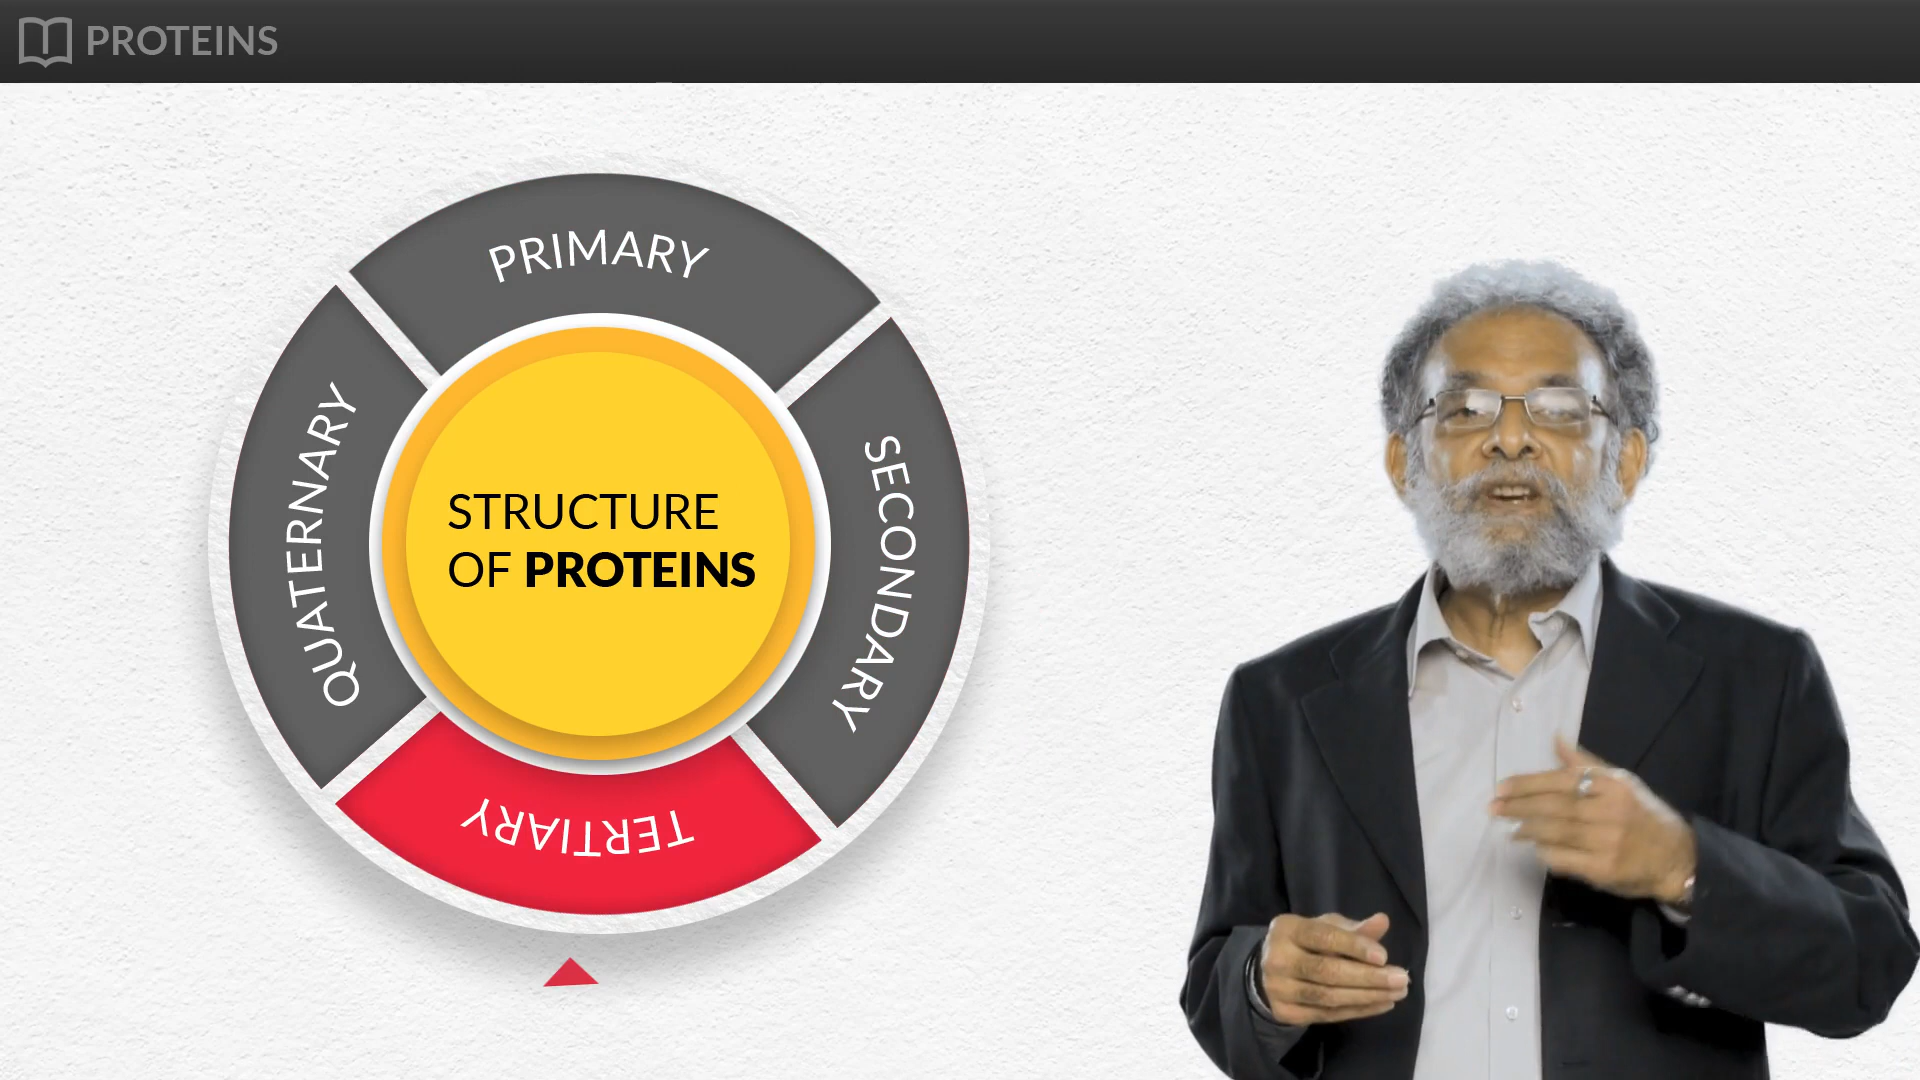 PROTEINS
PRIMARY
SECONDARY
TERTIARY
QUATERNARY
STRUCTURE
OF PROTEINS